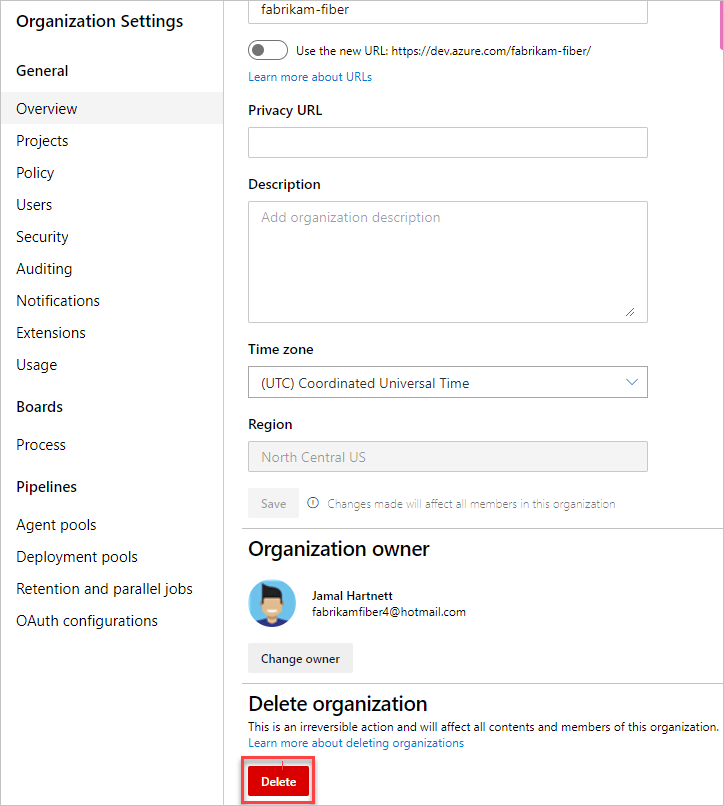 Organization Settings
General
Overview
Projects
Policy
Users
Security
Auditing
Notifications
Extensions
Usage
Boards
Process
Pipelines
Agent pools
Deployment pools
Retention and parallel jobs
OAuth configurations
fabrikam-fiber
Use the new URL: https://dev.azure.com/fabrikam-fiber/
Learn more about URLs
Privacy URL
Description
Add organization description
Time zone
(UTC) Coordinated Universal Time
Region
North Central US
Save
Changes made will affect all members in this organization
Organization owner
Jamal Hartnett
fabrikamfiber4@hotmail.com
Change owner
Delete organization
This is an irreversible action and will affect all contents and members of this organization.
Learn more about deleting organizations
Delete